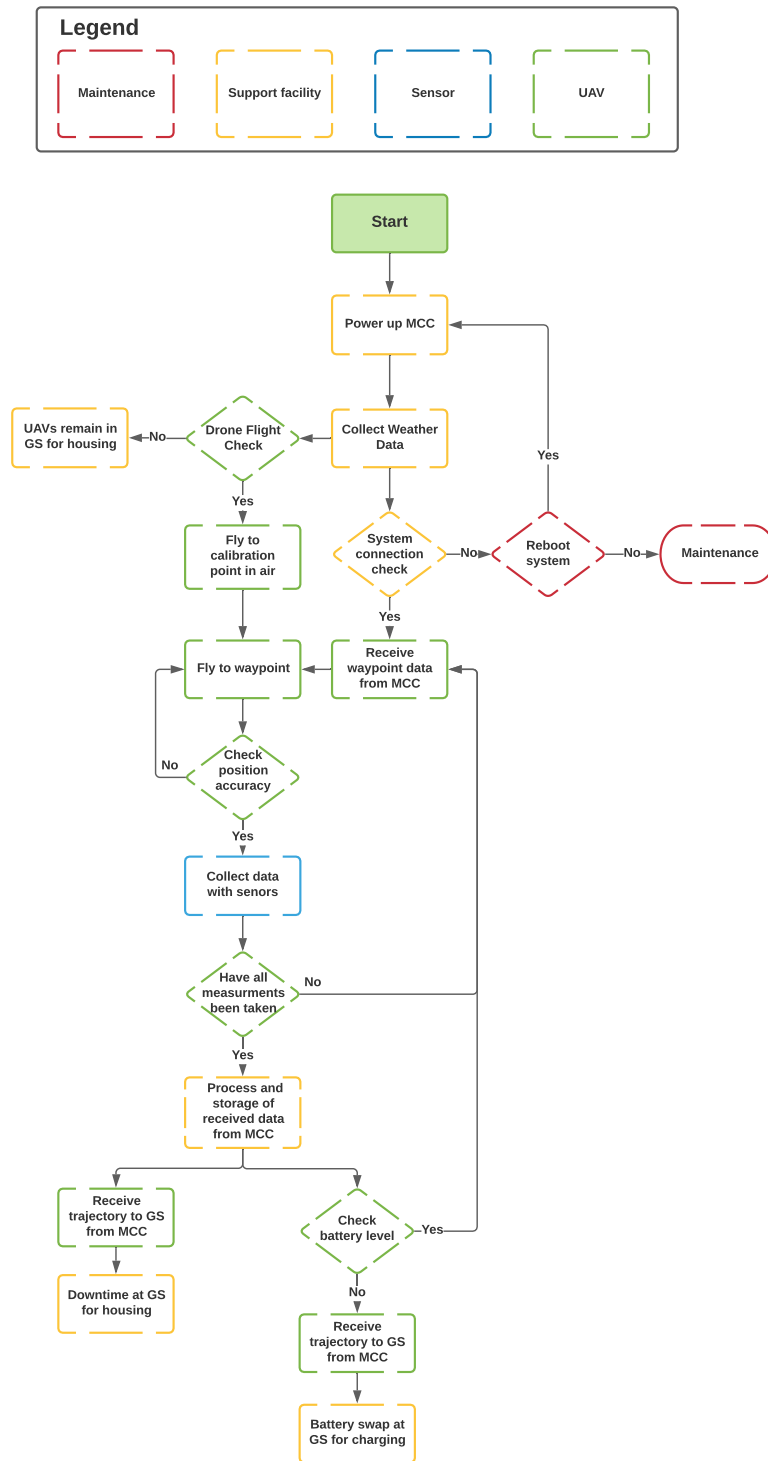 Legend
Maintenance
Support facility
Sensor
UAV
Start
Power up MCC
UAVs remain in
GS for housing
No
Drone Flight
Check
Collect Weather
Data
Yes
Yes
Fly to
calibration
point in air
System
connection
check
No
Reboot
system
No
Maintenance
Yes
Fly to waypoint
Receive
waypoint data
from MCC
No
Check
position
accuracy
Yes
Collect data
with senors
Have all
measurments
been taken
No
Yes
Process and
storage of
received data
from MCC
Receive
trajectory to GS
from MCC
Check
battery level
Yes
Downtime at GS
for housing
No
Receive
trajectory to GS
from MCC
Battery swap at
GS for charging